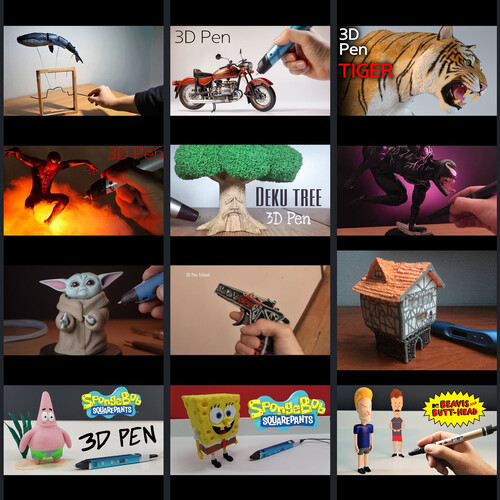 3D Pen
3D
Pen
TIGER
3D Pen
DEKU TREE
3D Pen
3D Pen School
SPONGEBOB
SQUAREPANTS
3D PEN
SPONGEBOB
SQUAREPANTS
BEAVIS AND
BUTT-HEAD